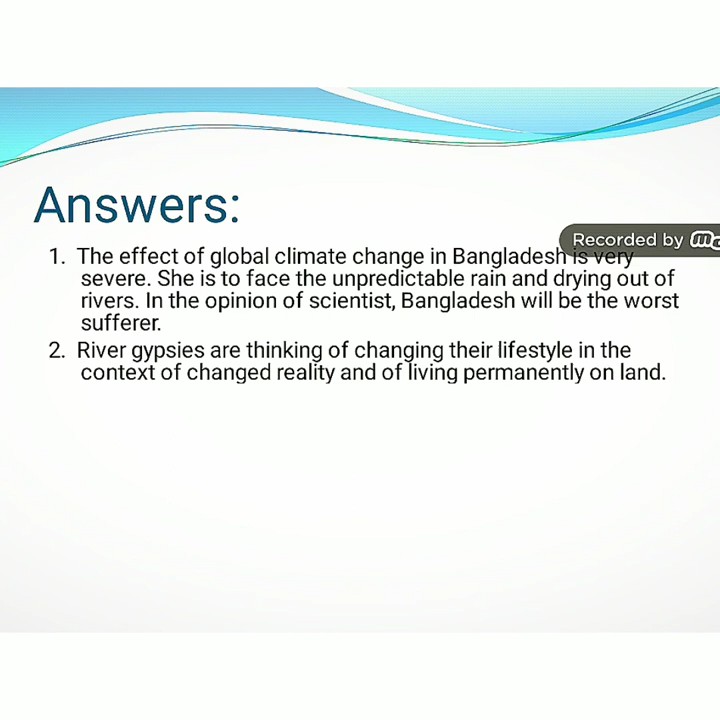 Answers:
Recorded by
1. The effect of global climate change in Bangladesh is very
severe. She is to face the unpredictable rain and drying out of
rivers. In the opinion of scientist, Bangladesh will be the worst
sufferer.
2. River gypsies are thinking of changing their lifestyle in the
context of changed reality and of living permanently on land.